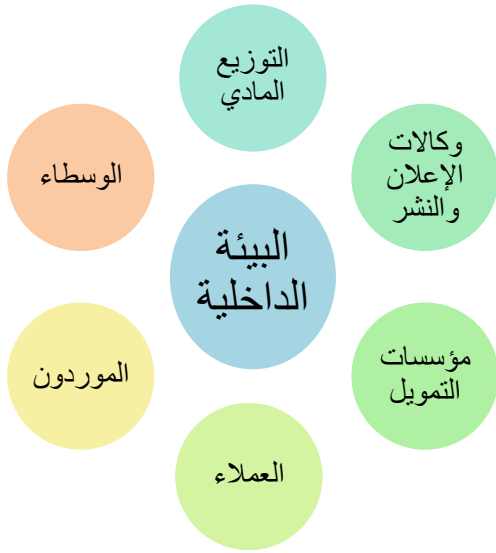 التوزيع
المادي
وكالات
الإعلان
والنشر
الوسطاء
البيئة
الداخلية
مؤسسات
التمويل
الموردون
العملاء